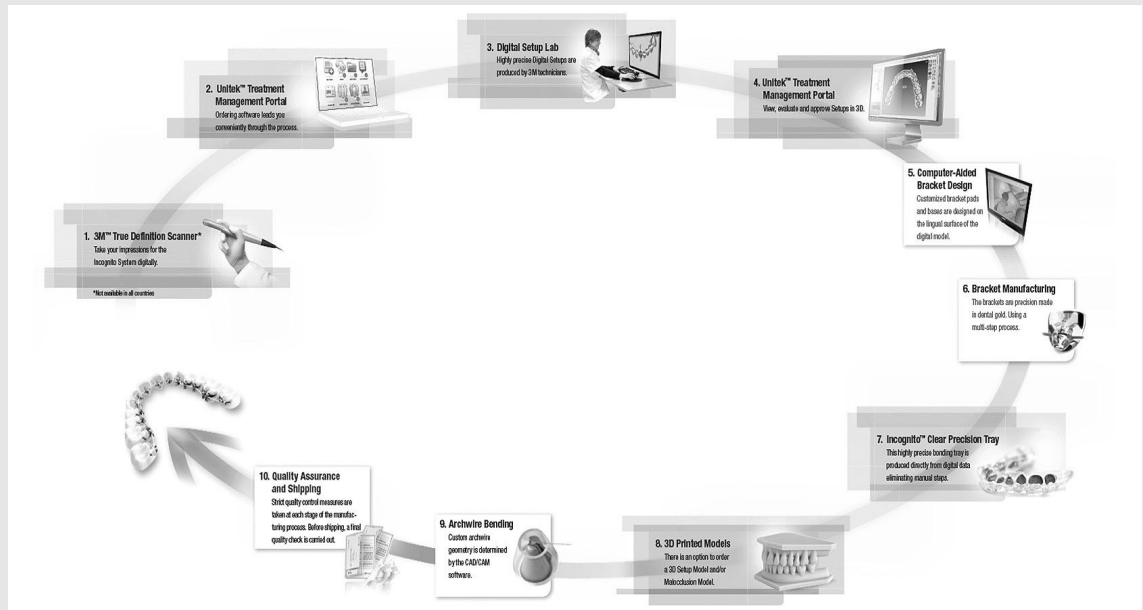 1. 3M™ True Definition Scanner*
Take your impressions for the
Incognito System digitally.
*Not available in all countries
2. Unitek™ Treatment
Management Portal
Ordering software leads you
conveniently through the process.
3. Digital Setup Lab
Highly precise Digital Setups are
produced by 3M technicians.
4. Unitek™ Treatment
Management Portal
View, evaluate and approve Setups in 3D.
5. Computer-Aided
Bracket Design
Customized bracket pads
and bases are designed on
the lingual surface of the
digital model.
6. Bracket Manufacturing
The brackets are precision made
in dental gold. Using a
multi-step process.
7. Incognito™ Clear Precision Tray
This highly precise bonding tray is
produced directly from digital data
eliminating manual steps.
8. 3D Printed Models
There is an option to order
a 3D Setup Model and/or
Malocclusion Model.
9. Archwire Bending
Custom archwire
geometry is determined
by the CAD/CAM
software.
10. Quality Assurance
and Shipping
Strict quality control measures are
taken at each stage of the manufac-
turing process. Before shipping, a final
quality check is carried out.